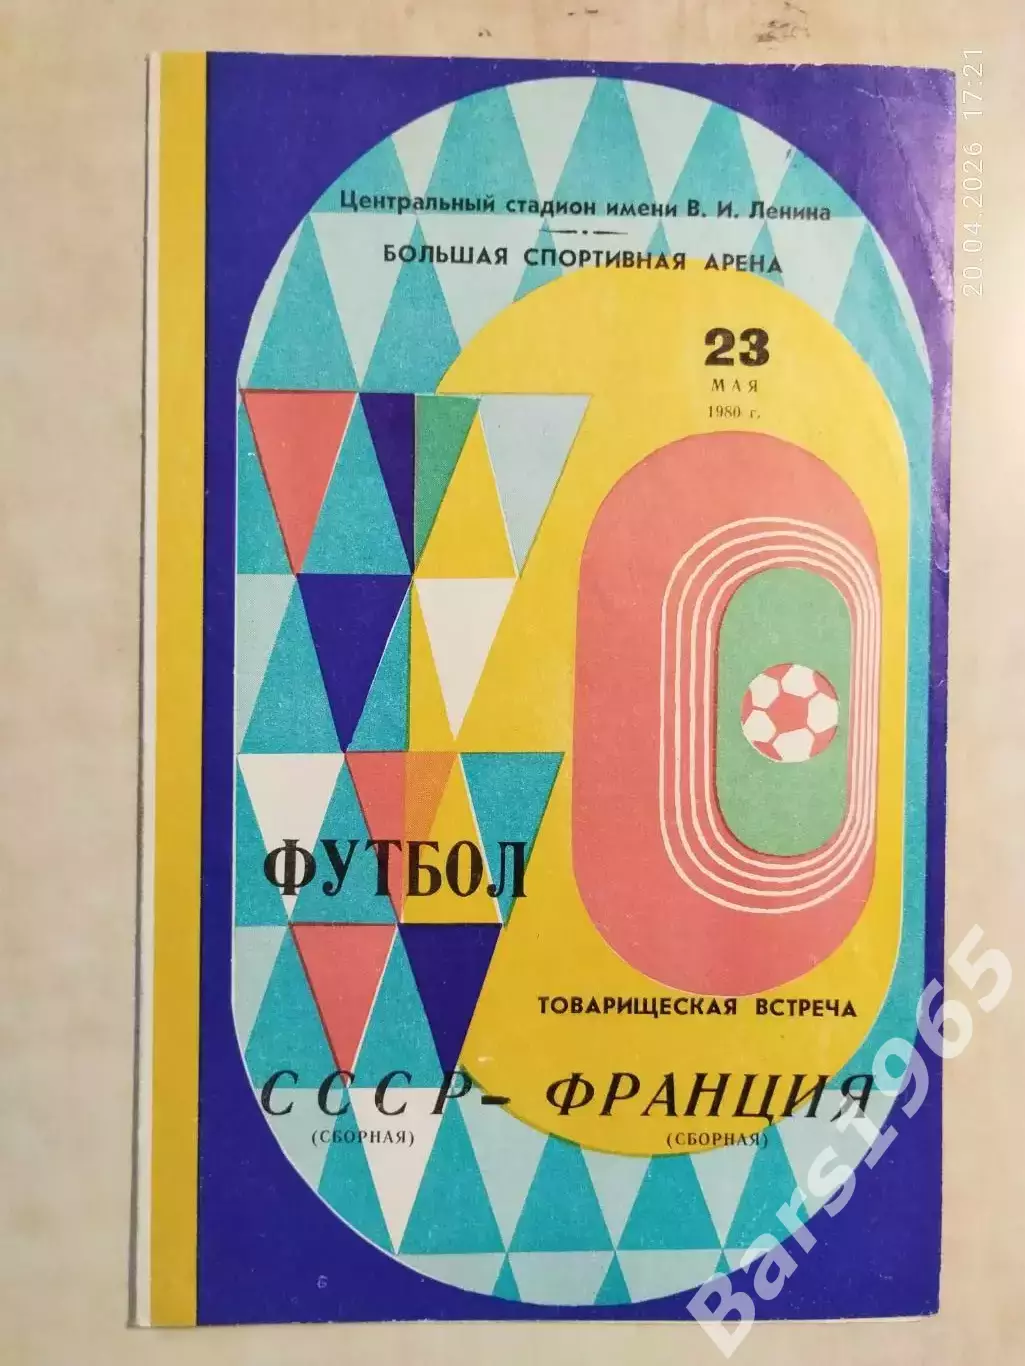 Центральный стадион имени В. И. Ленина
БОЛЬШАЯ СПОРТИВНАЯ АРЕНА
23
МАЯ
1980 г.
ФУТБОЛ
ТОВАРИЩЕСКАЯ ВСТРЕЧА
СССР – ФРАНЦИЯ
(СБОРНАЯ) (СБОРНАЯ)
6
20.04.2026 17:21
Bars1965